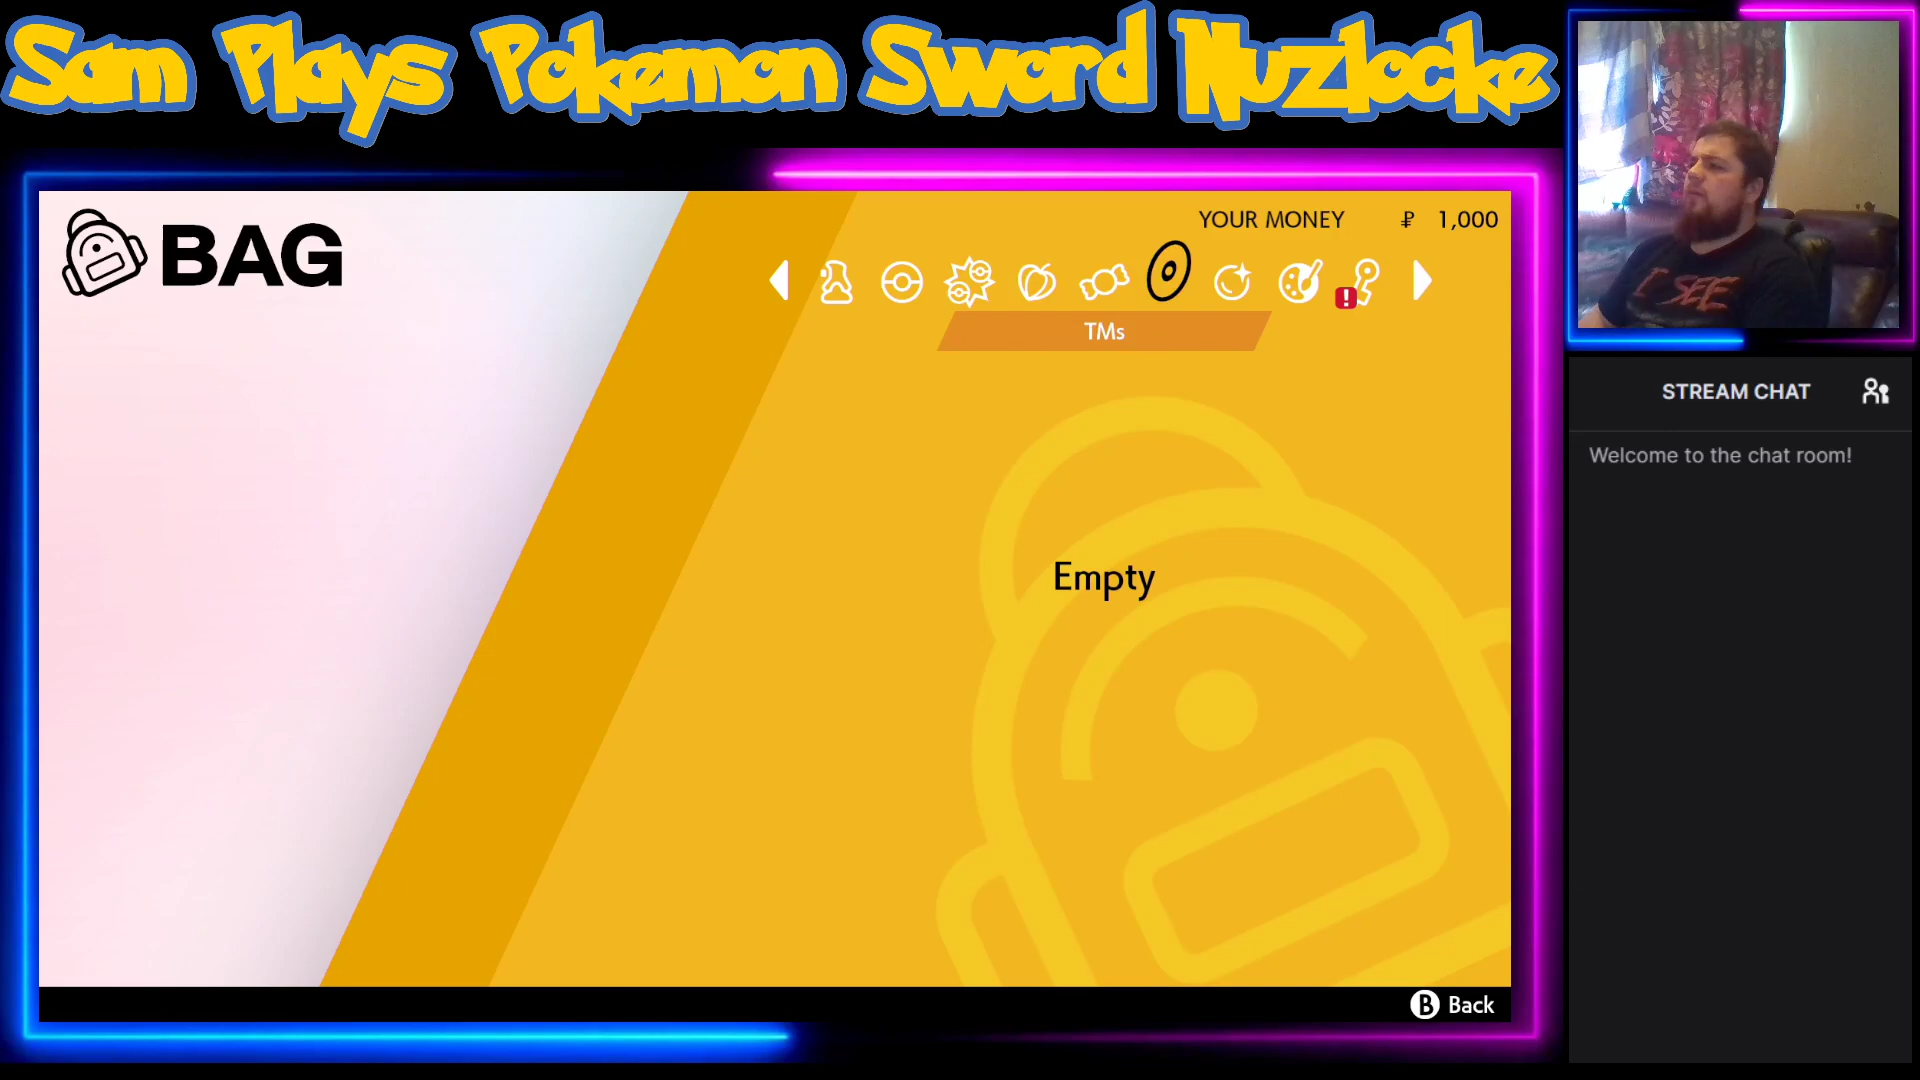 Sam Plays Pokemon Sword Nuzlocke
BAG
YOUR MONEY ₽ 1,000
!
TMs
Empty
B Back
I SEE
STREAM CHAT
Welcome to the chat room!